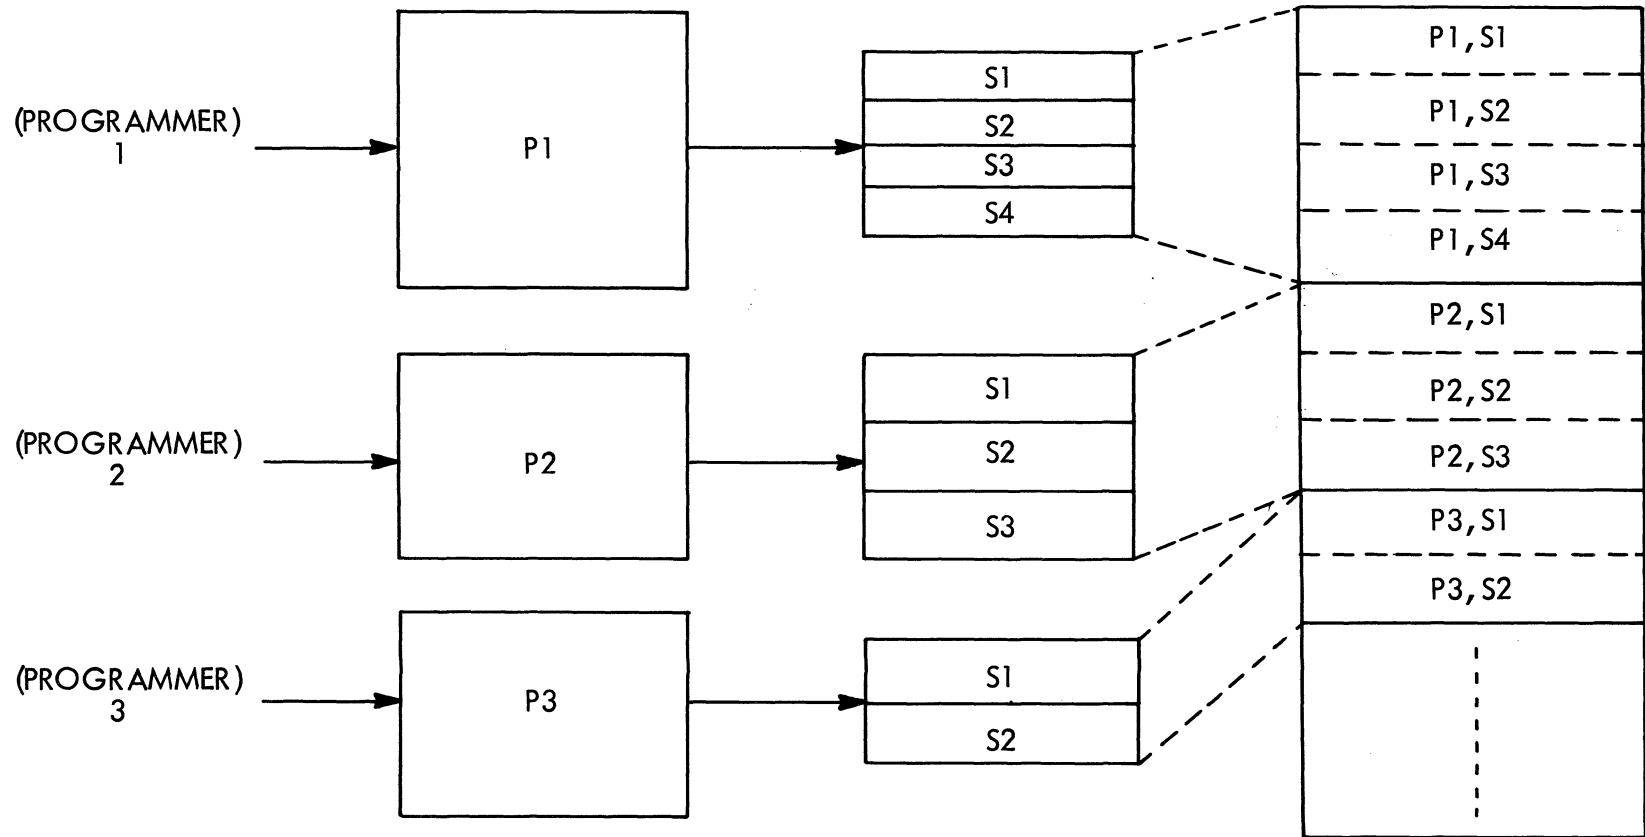 (PROGRAMMER)
1
P1
S1
S2
S3
S4
(PROGRAMMER)
2
P2
S1
S2
S3
(PROGRAMMER)
3
P3
S1
S2
P1,S1
P1,S2
P1,S3
P1,S4
P2,S1
P2,S2
P2,S3
P3,S1
P3,S2